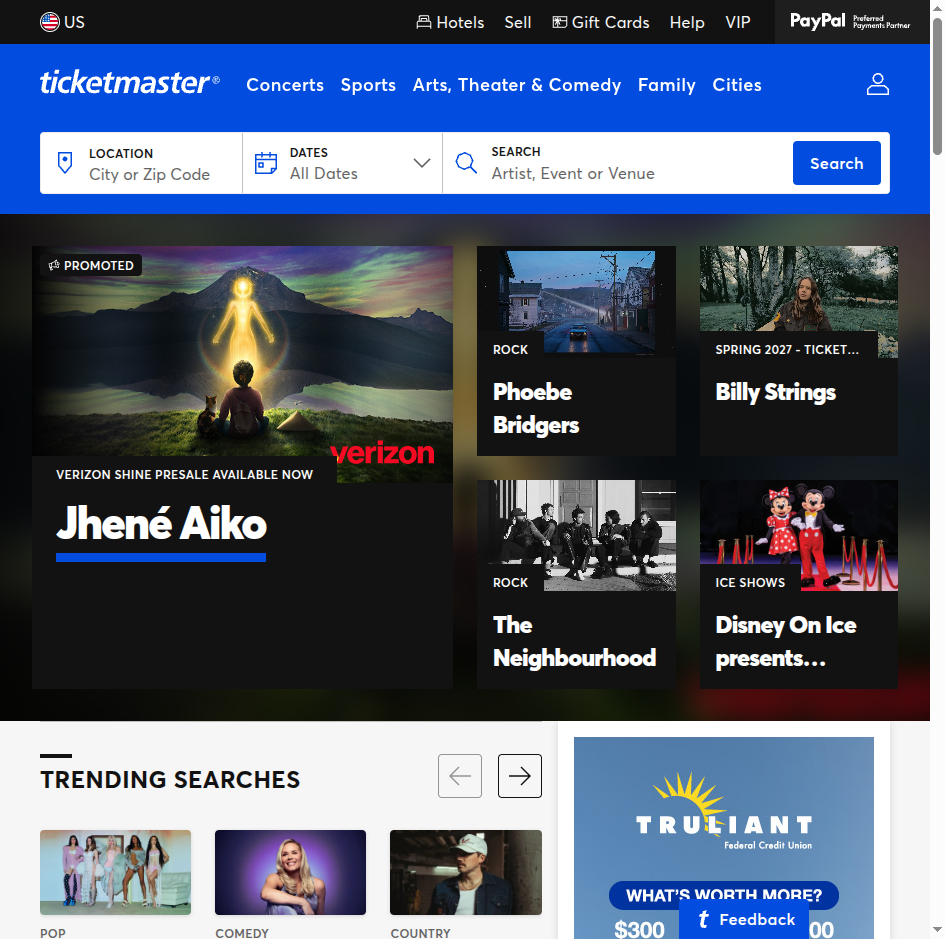 US
Hotels
Sell
Gift Cards
Help
VIP
PayPal
Preferred
Payments Partner
ticketmaster®
Concerts
Sports
Arts, Theater & Comedy
Family
Cities
LOCATION
City or Zip Code
DATES
All Dates
SEARCH
Artist, Event or Venue
Search
PROMOTED
verizon
VERIZON SHINE PRESALE AVAILABLE NOW
Jhené Aiko
ROCK
Phoebe
Bridgers
SPRING 2027 - TICKET...
Billy Strings
ROCK
The
Neighbourhood
ICE SHOWS
Disney On Ice
presents...
TRENDING SEARCHES
POP
COMEDY
COUNTRY
TRULIANT
Federal Credit Union
WHAT'S WORTH MORE?
$300
00
t Feedback